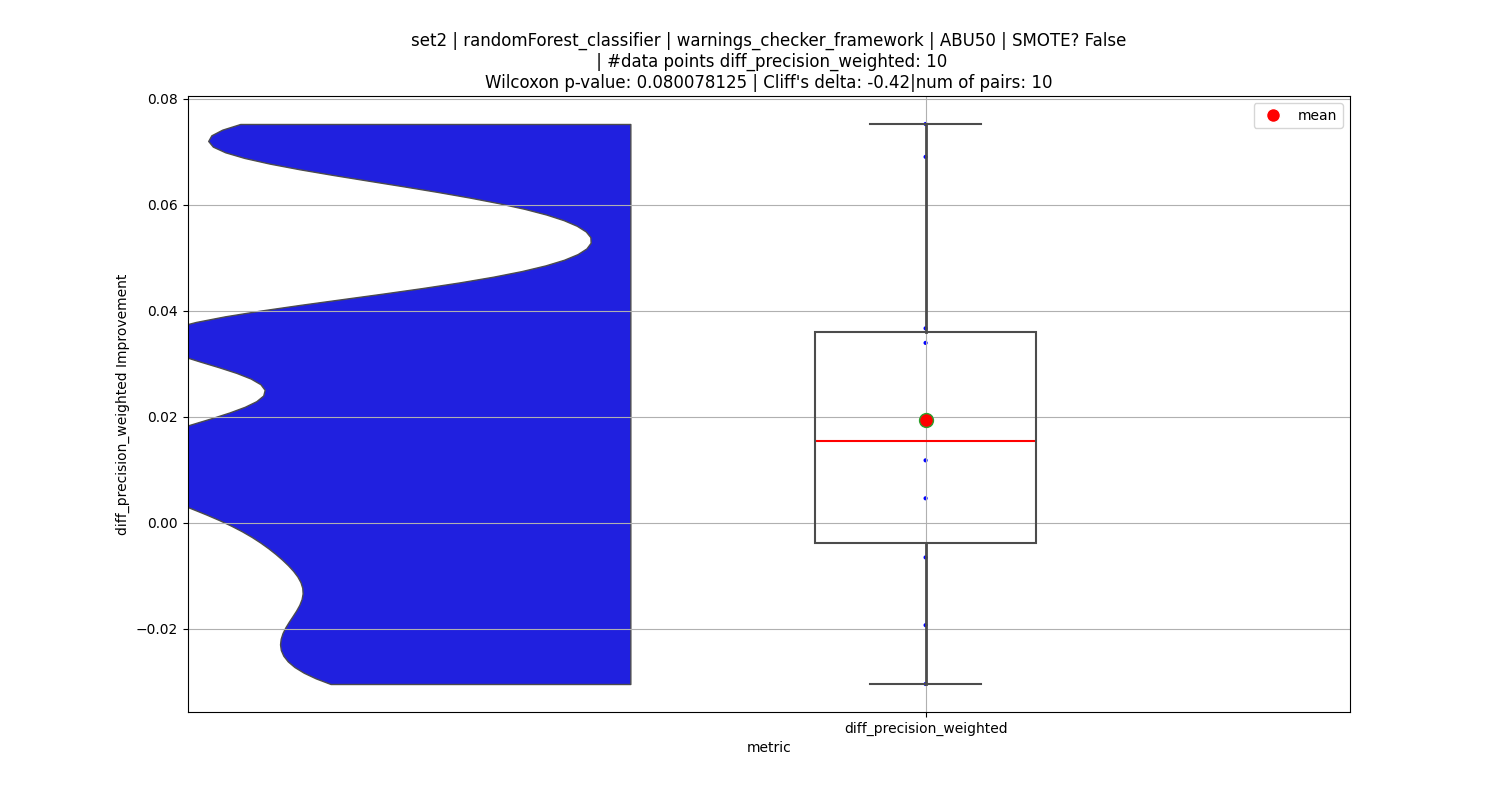 set2 | randomForest_classifier | warnings_checker_framework | ABU50 | SMOTE? False
| #data points diff_precision_weighted: 10
Wilcoxon p-value: 0.080078125 | Cliff's delta: -0.42|num of pairs: 10
mean
0.08
0.06
0.04
0.02
0.00
−0.02
diff_precision_weighted Improvement
diff_precision_weighted
metric